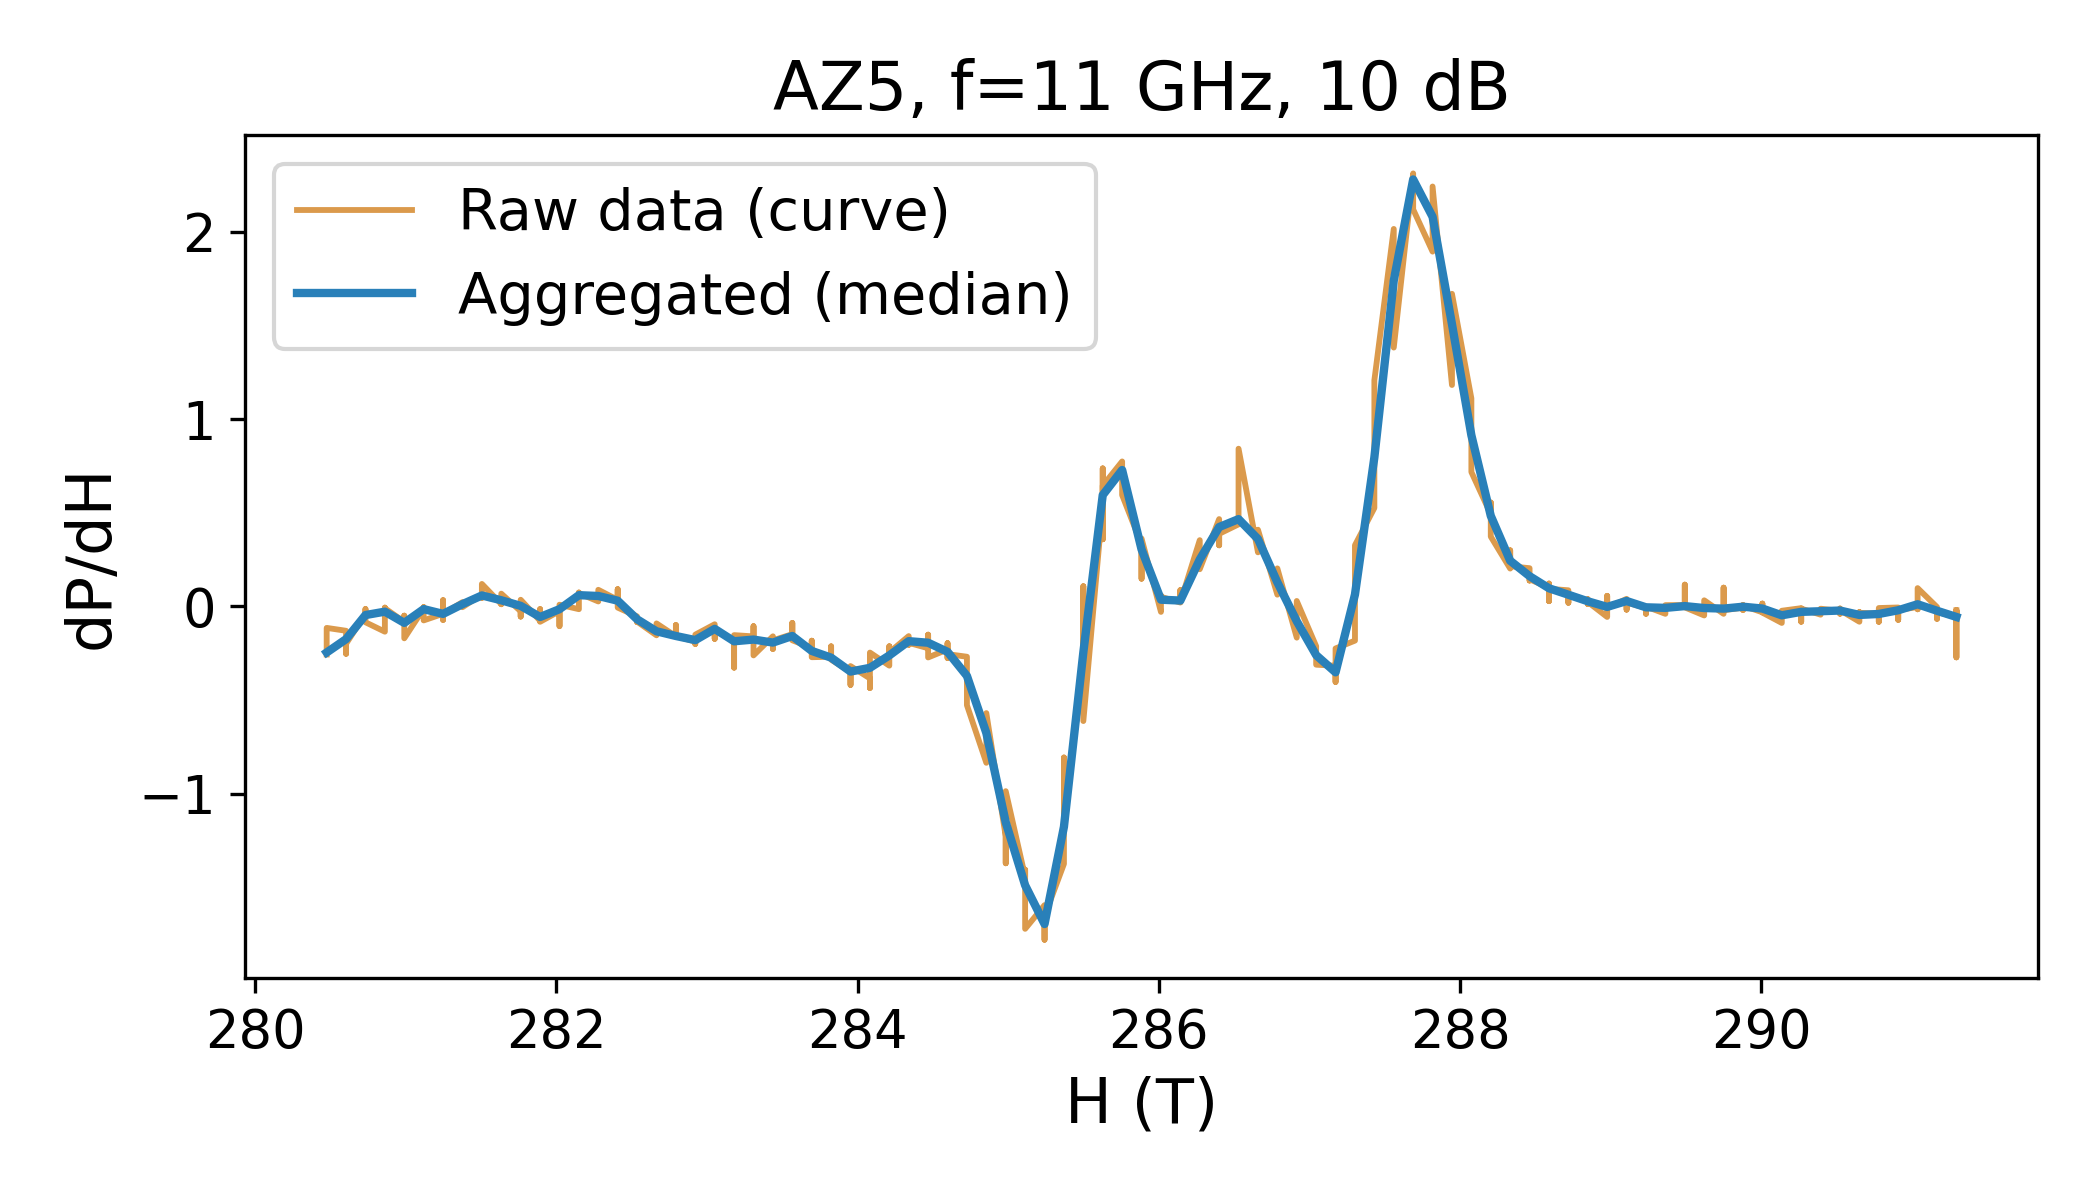 AZ5, f=11 GHz, 10 dB
Raw data (curve)
Aggregated (median)
dP/dH
2
1
0
−1
280 282 284 286 288 290
H (T)